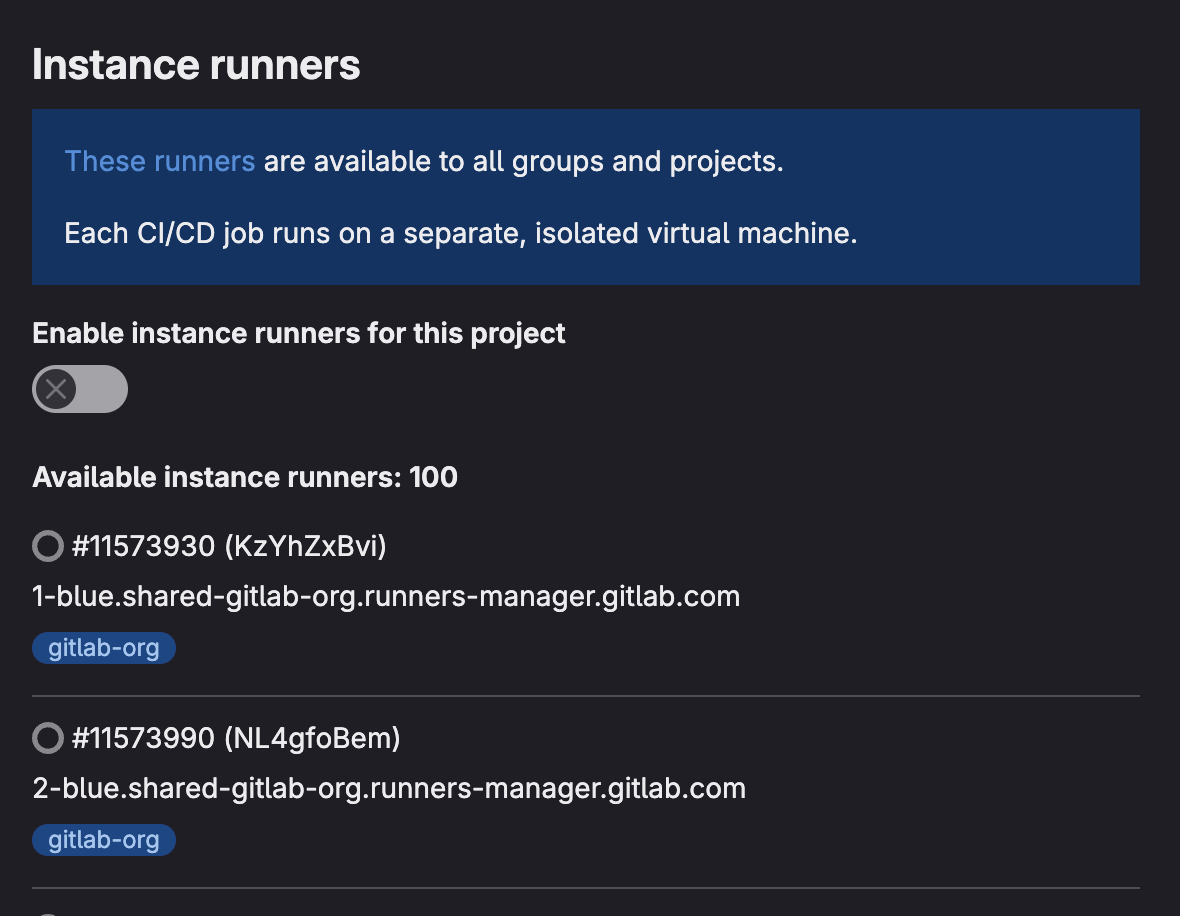 Instance runners
These runners are available to all groups and projects.
Each CI/CD job runs on a separate, isolated virtual machine.
Enable instance runners for this project
Available instance runners: 100
#11573930 (KzYhZxBvi)
1-blue.shared-gitlab-org.runners-manager.gitlab.com
gitlab-org
#11573990 (NL4gfoBem)
2-blue.shared-gitlab-org.runners-manager.gitlab.com
gitlab-org